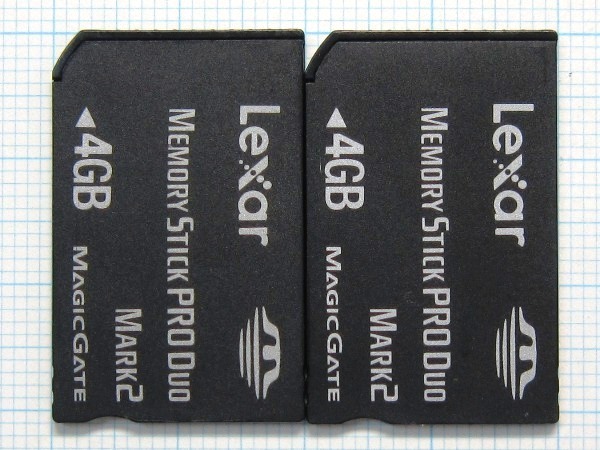 Lexar
MEMORY STICK PRO DUO
MARK2
◀4GB MAGICGATE
Lexar
MEMORY STICK PRO DUO
MARK2
◀4GB MAGICGATE